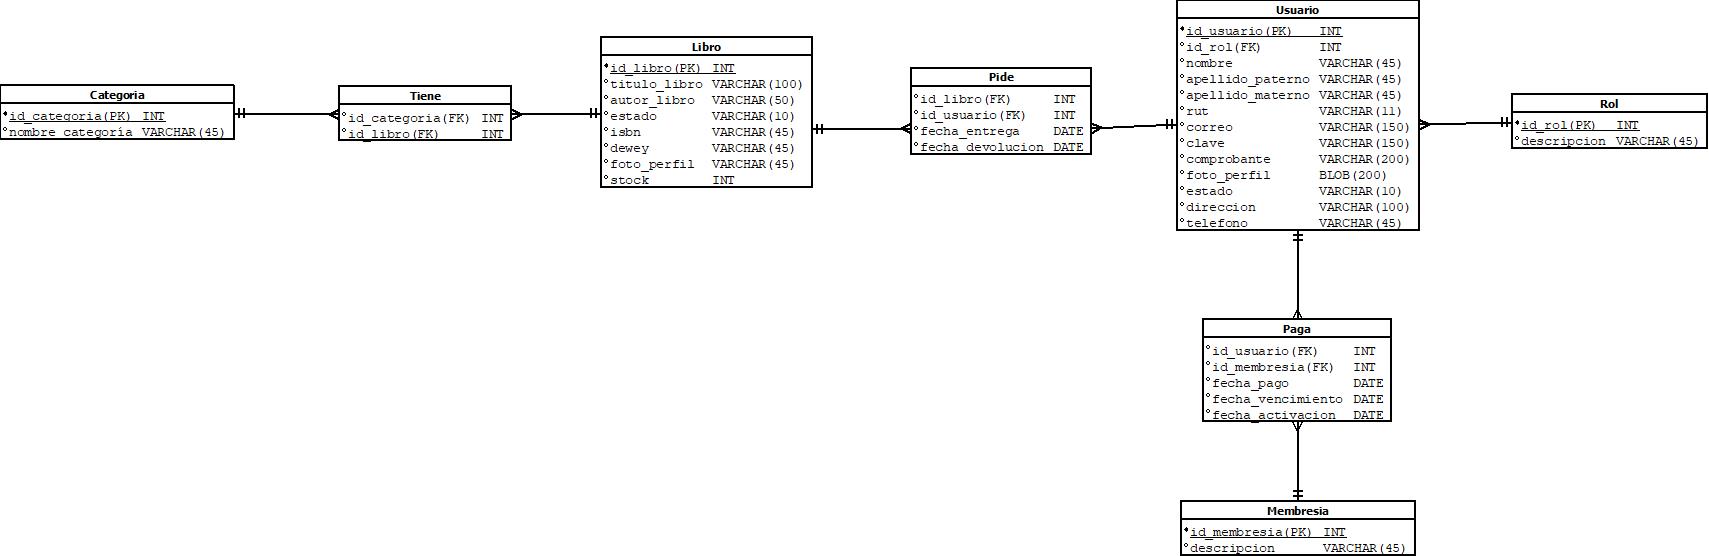 Categoria
id_categoria(PK) INT
nombre_categoría VARCHAR(45)
Tiene
id_categoria(FK) INT
id_libro(FK) INT
Libro
id_libro(PK) INT
titulo_libro VARCHAR(100)
autor_libro VARCHAR(50)
estado VARCHAR(10)
isbn VARCHAR(45)
dewey VARCHAR(45)
foto_perfil VARCHAR(45)
stock INT
Pide
id_libro(FK) INT
id_usuario(FK) INT
fecha_entrega DATE
fecha_devolucion DATE
Usuario
id_usuario(PK) INT
id_rol(FK) INT
nombre VARCHAR(45)
apellido_paterno VARCHAR(45)
apellido_materno VARCHAR(45)
rut VARCHAR(11)
correo VARCHAR(150)
clave VARCHAR(150)
comprobante VARCHAR(200)
foto_perfil BLOB(200)
estado VARCHAR(10)
direccion VARCHAR(100)
telefono VARCHAR(45)
Rol
id_rol(PK) INT
descripcion VARCHAR(45)
Paga
id_usuario(FK) INT
id_membresia(FK) INT
fecha_pago DATE
fecha_vencimiento DATE
fecha_activacion DATE
Membresia
id_membresia(PK) INT
descripcion VARCHAR(45)